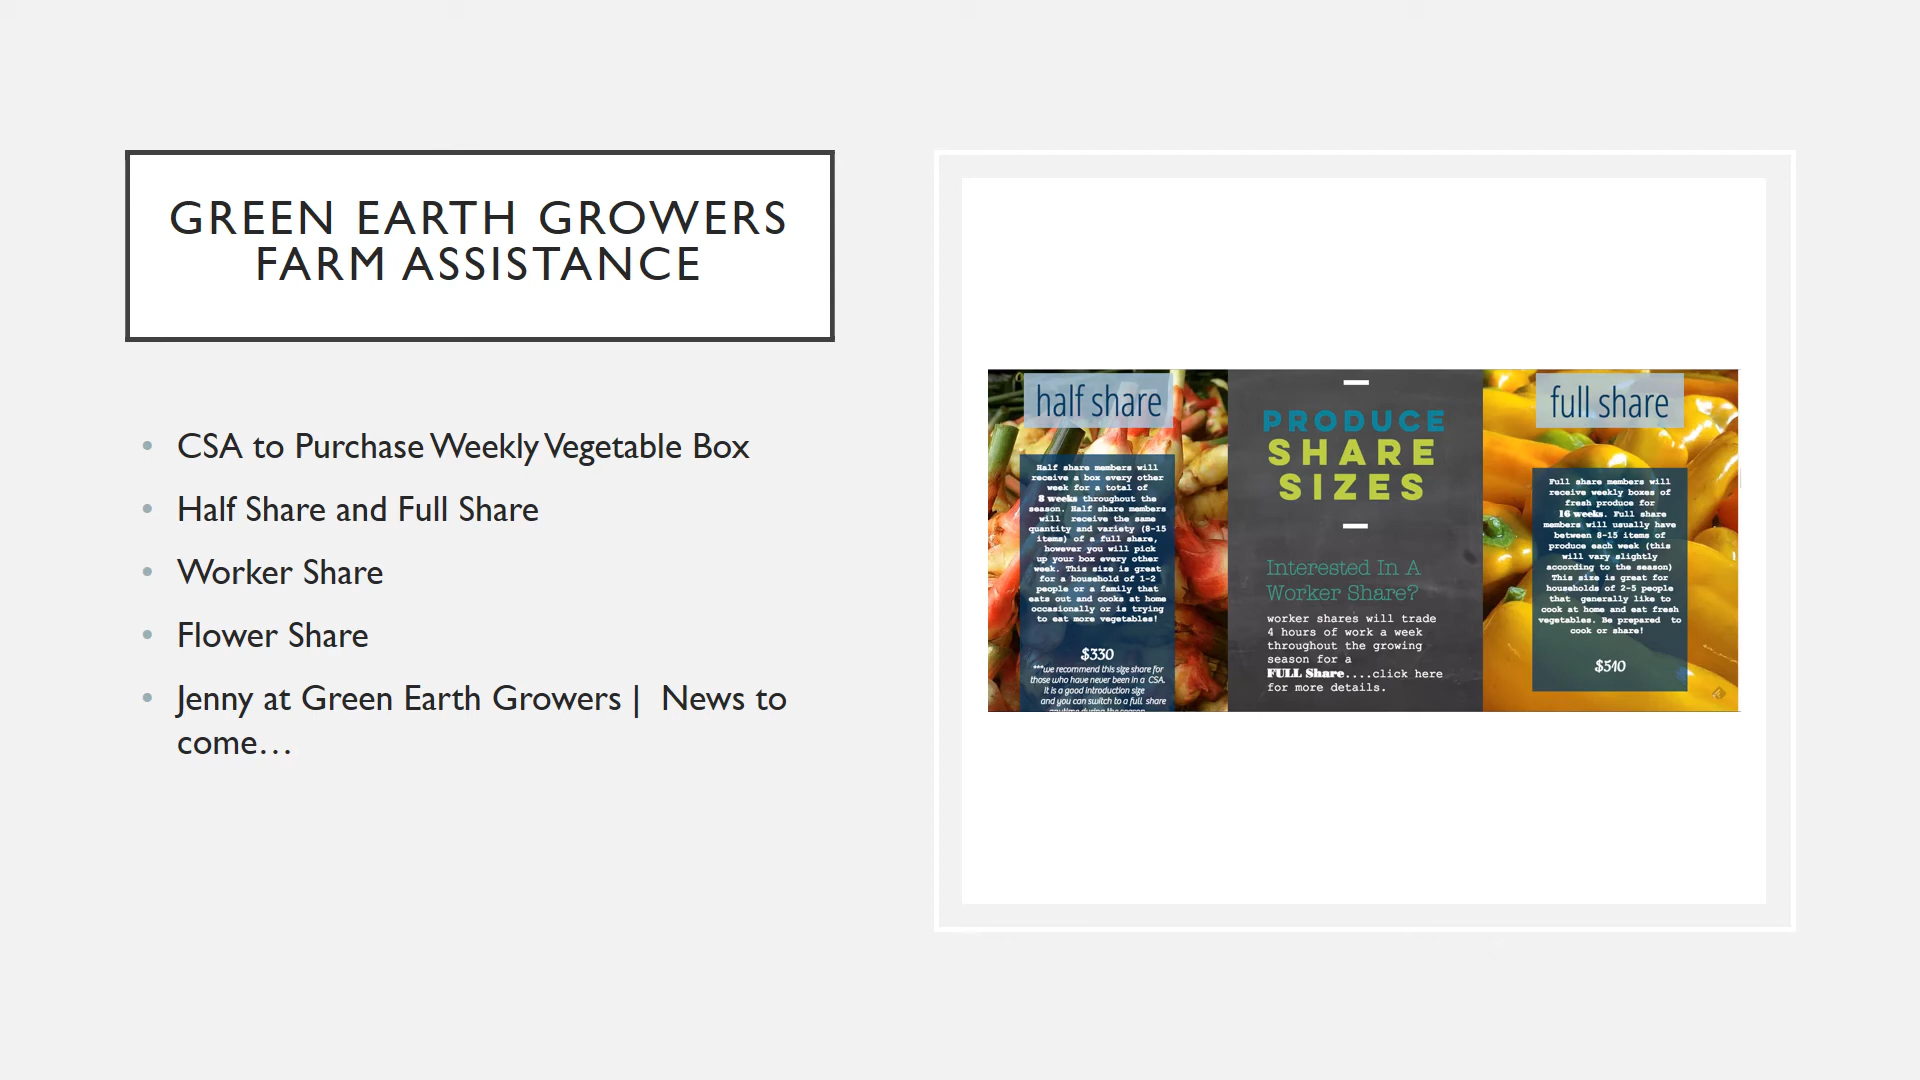 GREEN EARTH GROWERS
FARM ASSISTANCE
• CSA to Purchase Weekly Vegetable Box
• Half Share and Full Share
• Worker Share
• Flower Share
• Jenny at Green Earth Growers | News to
come…
half share
Half share members will
receive a box every other
week for a total of
8 weeks throughout the
season. Half share members
will receive the same
quantity and variety (8-15
items) of a full share,
however you will pick
up your box every other
week. This size is great
for a household of 1-2
people or a family that
eats out and cooks at home
occasionally or is trying
to eat more vegetables!
$330
***we recommend this size share for
those who have never been in a CSA.
It is a good introduction size
and you can switch to a full share
anytime during the season
PRODUCE
SHARE
SIZES
Interested In A
Worker Share?
worker shares will trade
4 hours of work a week
throughout the growing
season for a
FULL Share....click here
for more details.
full share
Full share members will
receive weekly boxes of
fresh produce for
16 weeks. Full share
members will usually have
between 8-15 items of
produce each week (this
will vary slightly
according to the season)
This size is great for
households of 2-5 people
that generally like to
cook at home and eat fresh
vegetables. Be prepared to
cook or share!
$510